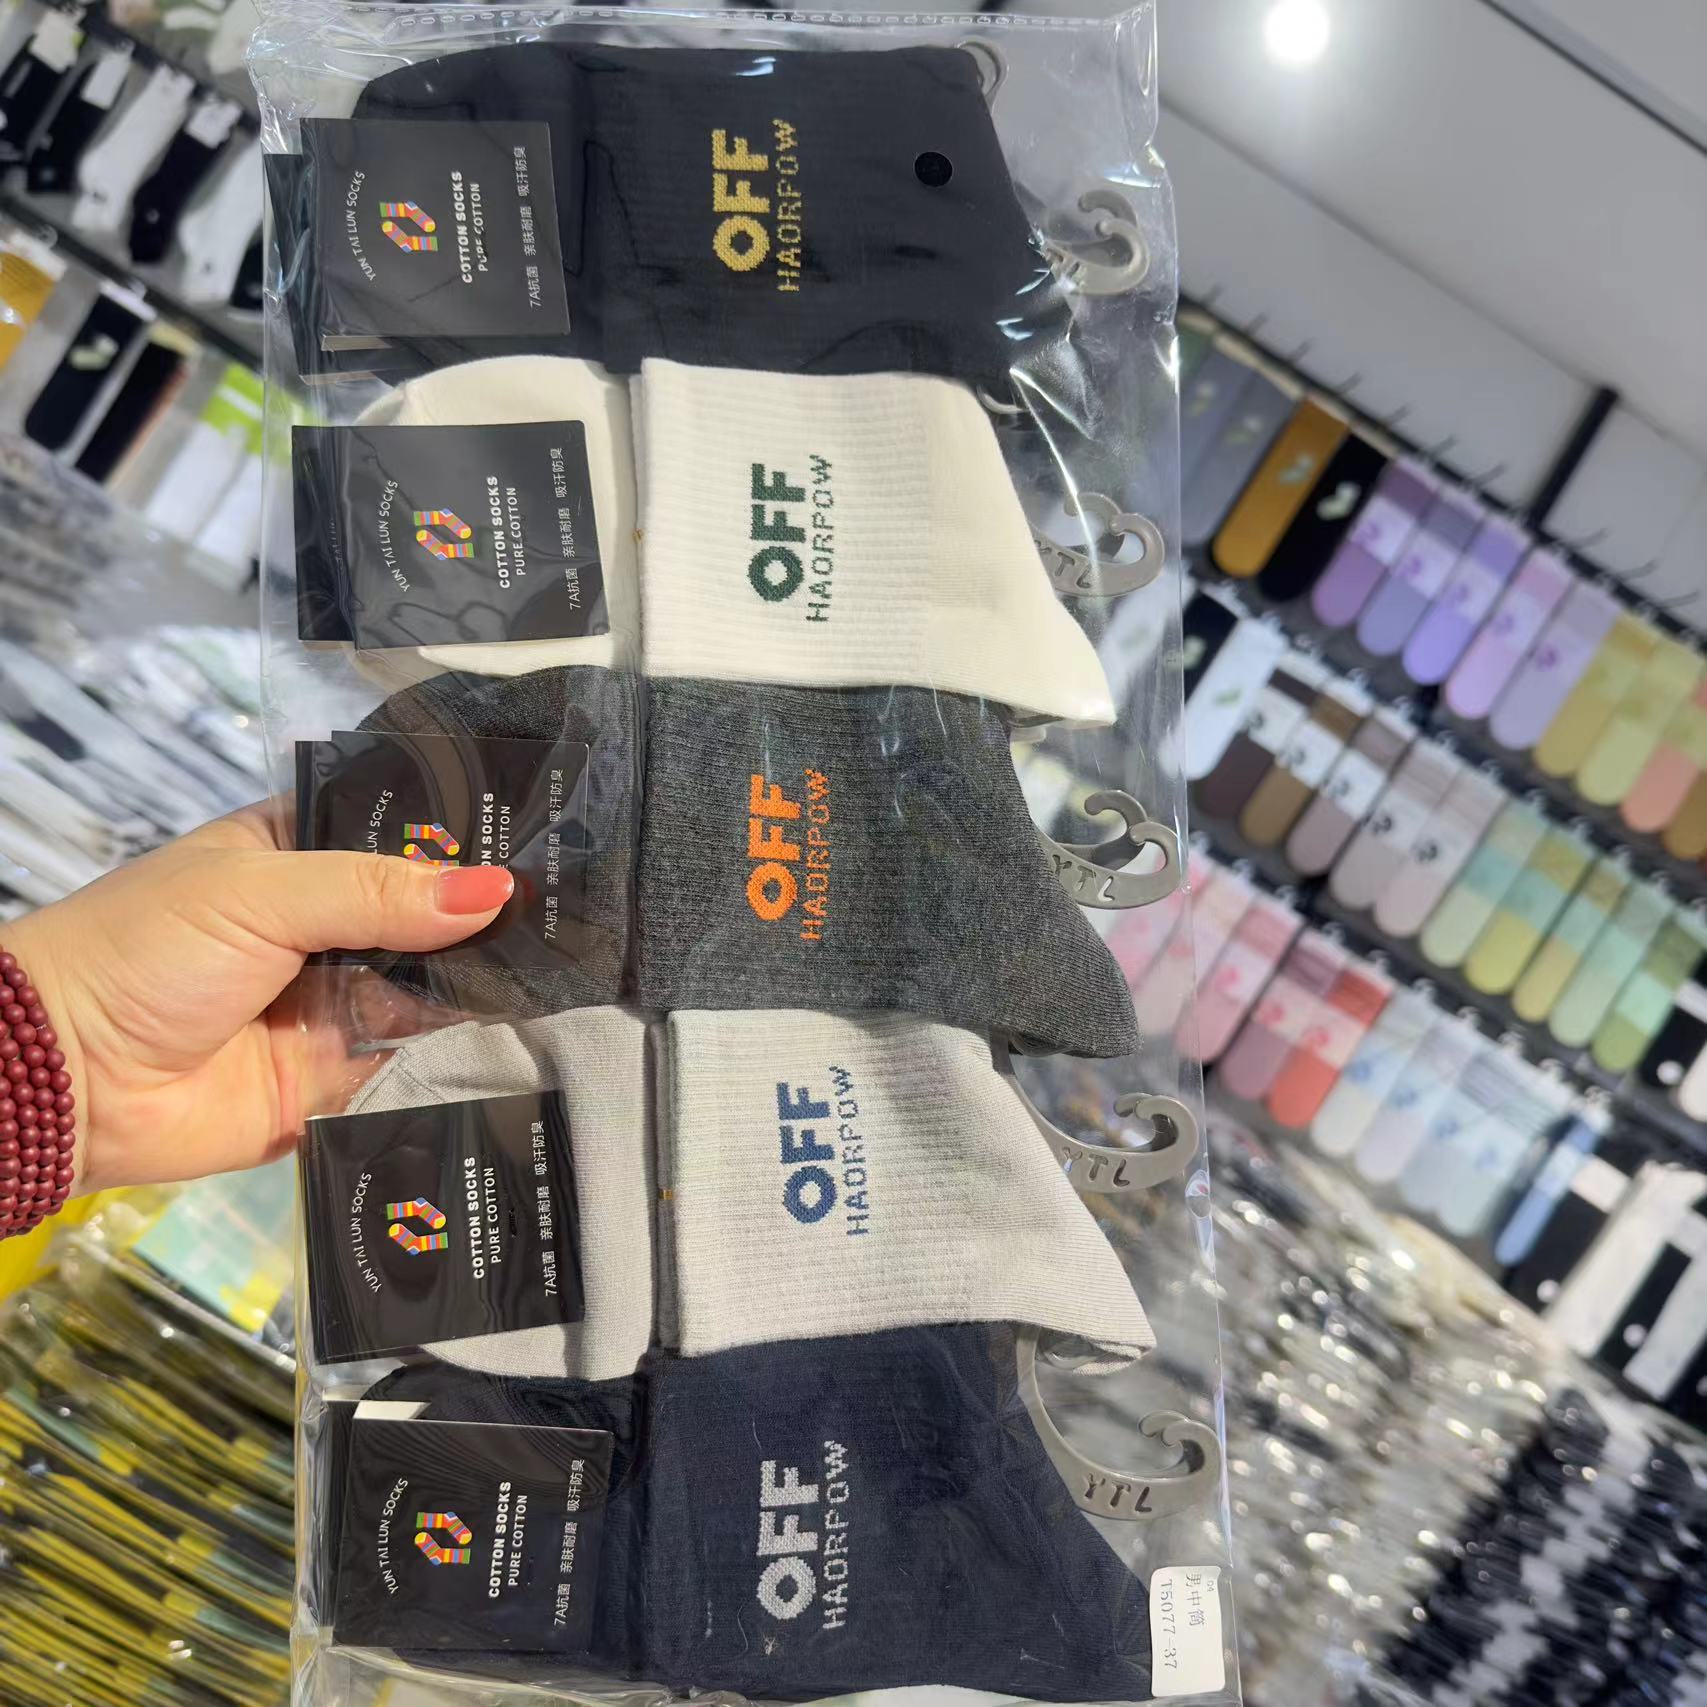 YUN TAI LUN SOCKS
COTTON SOCKS
PURE COTTON
7A抗菌 亲肤耐磨 吸汗防臭
OFF
HAORPOW
YUN TAI LUN SOCKS
COTTON SOCKS
PURE COTTON
7A抗菌 亲肤耐磨 吸汗防臭
OFF
HAORPOW
YTL
LUN SOCKS
ON SOCKS
COTTON
7A抗菌 亲肤耐磨 吸汗防臭
OFF
HAORPOW
YTL
YUN TAI LUN SOCKS
COTTON SOCKS
PURE COTTON
7A抗菌 亲肤耐磨 吸汗防臭
OFF
HAORPOW
YTL
YUN TAI LUN SOCKS
COTTON SOCKS
PURE COTTON
7A抗菌 亲肤耐磨 吸汗防臭
OFF
HAORPOW
YTL
04
男中筒
T5077-37